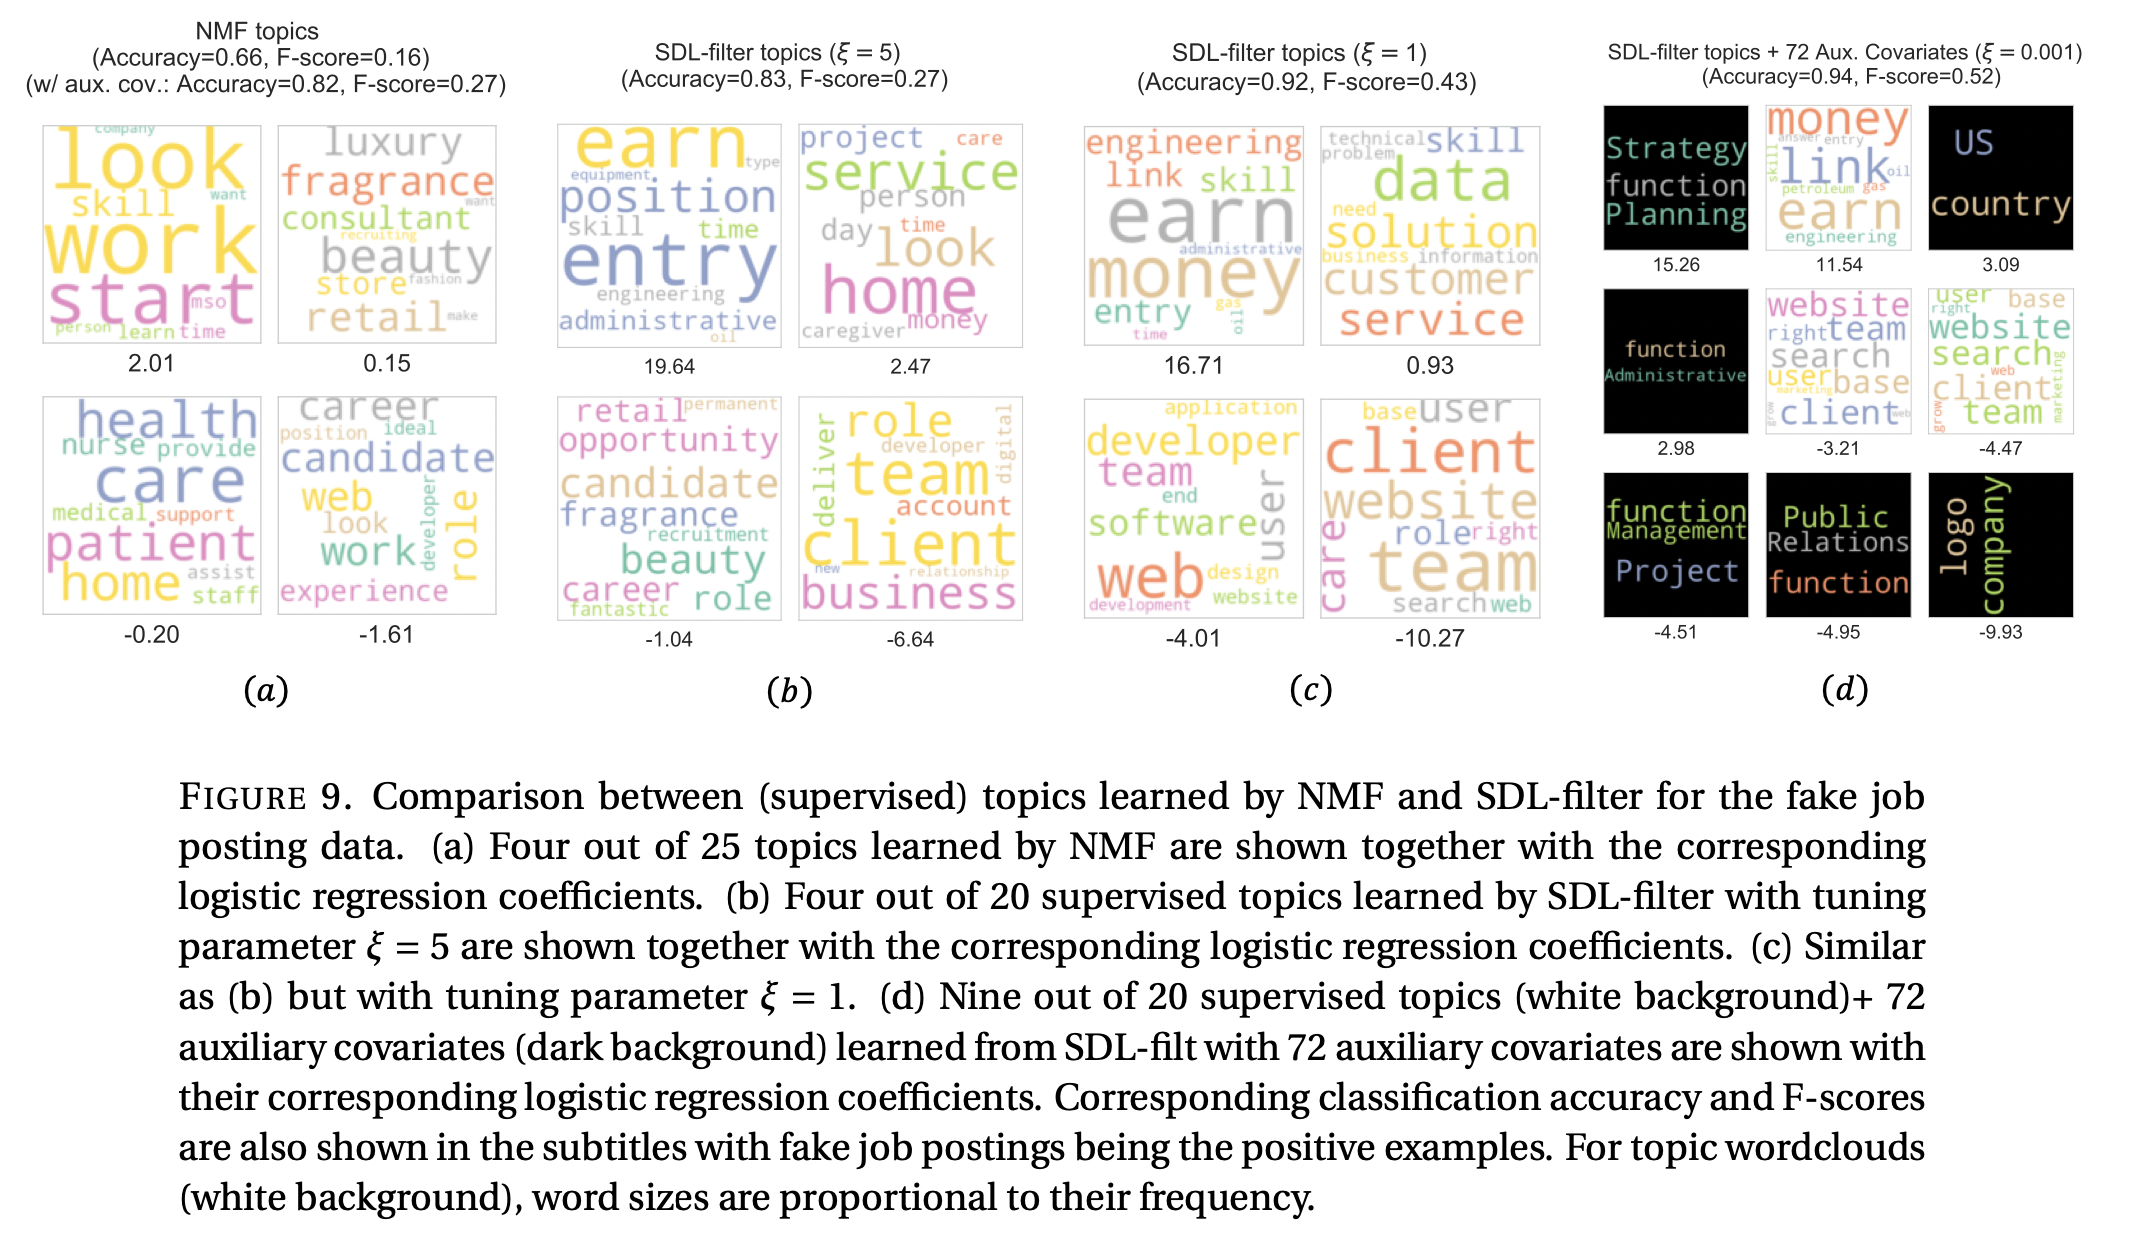 NMF topics
(Accuracy=0.66, F-score=0.16)
(w/ aux. cov.: Accuracy=0.82, F-score=0.27)
company
look
skill
want
work
start
mso
person
learn
time
2.01
luxury
fragrance
want
consultant
recruiting
beauty
store
fashion
retail
make
0.15
health
nurse
provide
care
medical
support
patient
home
assist
staff
-0.20
career
position
ideal
candidate
web
look
developer
role
work
experience
-1.61
(a)
SDL-filter topics (ξ = 5)
(Accuracy=0.83, F-score=0.27)
earn
type
equipment
position
skill
time
entry
engineering
administrative
oil
19.64
project
care
service
person
day
time
look
home
money
caregiver
2.47
retail
permanent
opportunity
candidate
fragrance
recruitment
beauty
career
role
fantastic
-1.04
deliver
role
developer
digital
team
account
client
new
relationship
business
-6.64
(b)
SDL-filter topics (ξ = 1)
(Accuracy=0.92, F-score=0.43)
engineering
link
skill
earn
administrative
money
entry
gas
oil
time
16.71
technical
skill
problem
data
need
solution
business
information
customer
service
0.93
application
developer
team
end
user
software
web
design
development
website
-4.01
base
user
client
website
care
role
right
team
search
web
-10.27
(c)
SDL-filter topics + 72 Aux. Covariates (ξ = 0.001)
(Accuracy=0.94, F-score=0.52)
Strategy
function
Planning
15.26
money
answer
entry
skill
link
oil
petroleum
gas
earn
engineering
11.54
US
country
3.09
function
Administrative
2.98
website
right
team
search
user
base
marketing
grow
client
web
-3.21
user
base
right
website
search
web
marketing
client
grow
team
-4.47
function
Management
Project
-4.51
Public
Relations
function
-4.95
logo
company
-9.93
(d)
FIGURE 9. Comparison between (supervised) topics learned by NMF and SDL-filter for the fake job
posting data. (a) Four out of 25 topics learned by NMF are shown together with the corresponding
logistic regression coefficients. (b) Four out of 20 supervised topics learned by SDL-filter with tuning
parameter ξ = 5 are shown together with the corresponding logistic regression coefficients. (c) Similar
as (b) but with tuning parameter ξ = 1. (d) Nine out of 20 supervised topics (white background)+ 72
auxiliary covariates (dark background) learned from SDL-filt with 72 auxiliary covariates are shown with
their corresponding logistic regression coefficients. Corresponding classification accuracy and F-scores
are also shown in the subtitles with fake job postings being the positive examples. For topic wordclouds
(white background), word sizes are proportional to their frequency.